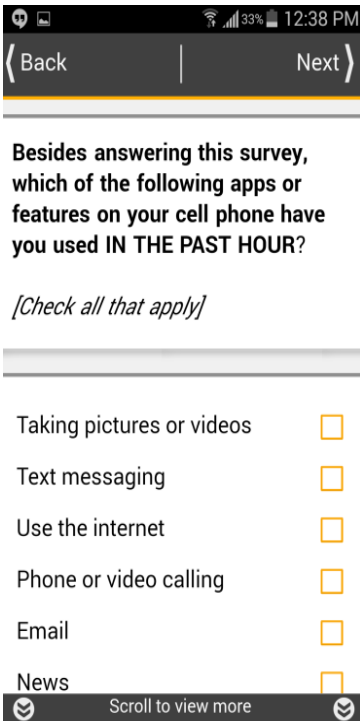 33% 12:38 PM
Back Next
Besides answering this survey,
which of the following apps or
features on your cell phone have
you used IN THE PAST HOUR?
[Check all that apply]
Taking pictures or videos
Text messaging
Use the internet
Phone or video calling
Email
News
Scroll to view more